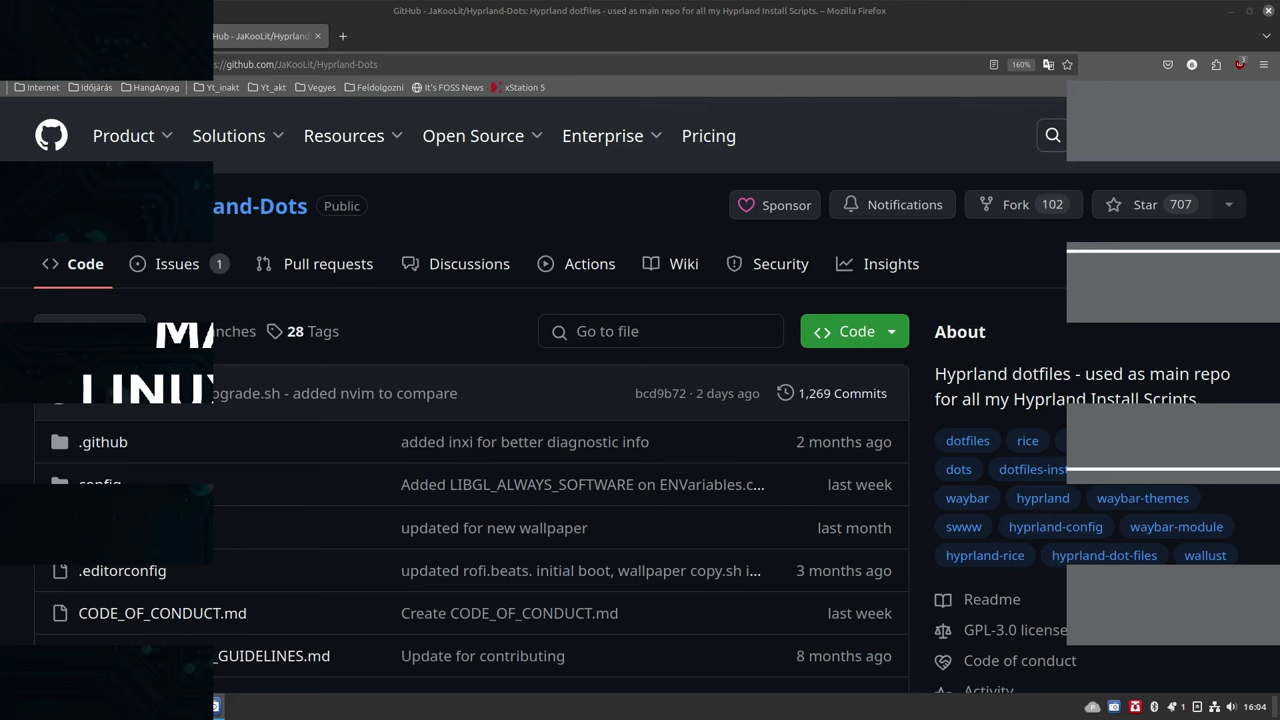 GitHub - JaKooLit/Hyprland-Dots: Hyprland dotfiles - used as main repo for all my Hyprland Install Scripts. – Mozilla Firefox
Hub - JaKooLit/Hyprland
github.com/JaKooLit/Hyprland-Dots
160%
3
Internet
Időjárás
HangAnyag
Yt_inakt
Yt_akt
Vegyes
Feldolgozni
It's FOSS News
xStation 5
Product
Solutions
Resources
Open Source
Enterprise
Pricing
and-Dots
Public
Sponsor
Notifications
Fork 102
Star 707
Code
Issues 1
Pull requests
Discussions
Actions
Wiki
Security
Insights
28 Tags
Go to file
Code
About
Hyprland dotfiles - used as main repo
for all my Hyprland Install Scripts.
LINU
pgrade.sh - added nvim to compare
bcd9b72 · 2 days ago
1,269 Commits
.github
added inxi for better diagnostic info
2 months ago
config
Added LIBGL_ALWAYS_SOFTWARE on ENVariables.c...
last week
updated for new wallpaper
last month
.editorconfig
updated rofi.beats. initial boot, wallpaper copy.sh i...
3 months ago
CODE_OF_CONDUCT.md
Create CODE_OF_CONDUCT.md
last week
_GUIDELINES.md
Update for contributing
8 months ago
dotfiles
rice
dots
dotfiles-inst
waybar
hyprland
waybar-themes
swww
hyprland-config
waybar-module
hyprland-rice
hyprland-dot-files
wallust
Readme
GPL-3.0 license
Code of conduct
Activity
1
16:04